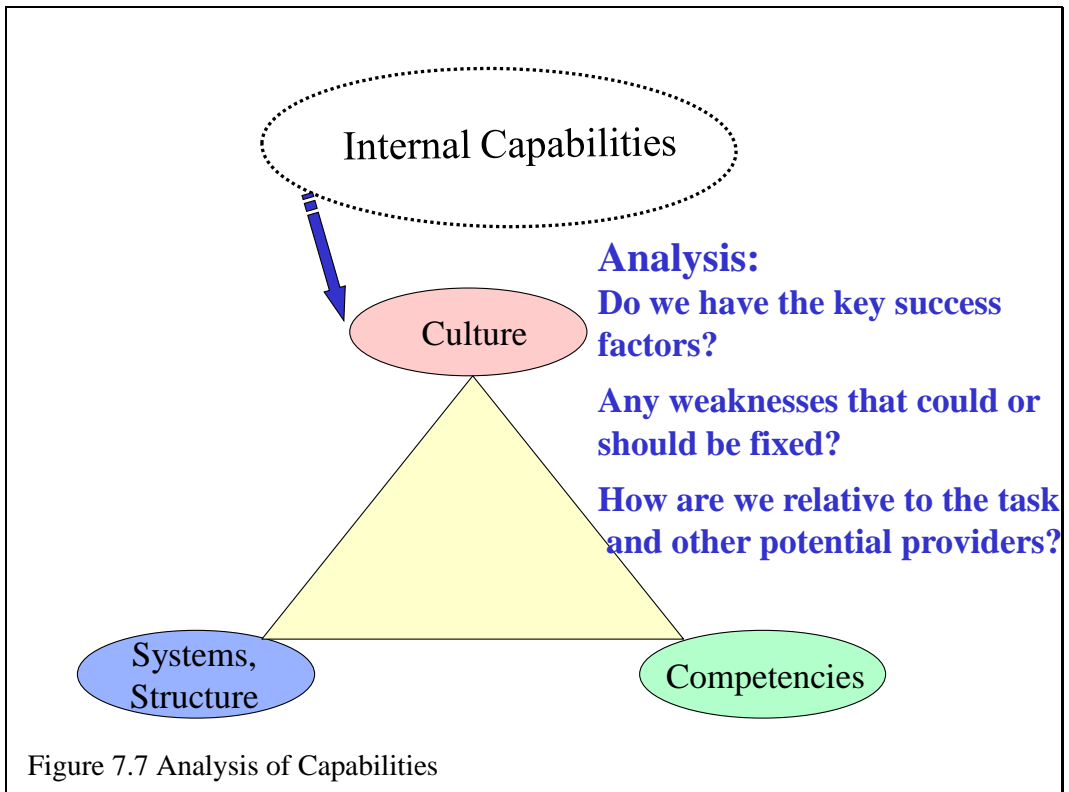 Internal Capabilities
Analysis:
Do we have the key success
factors?
Culture
Any weaknesses that could or
should be fixed?
How are we relative to the task
and other potential providers?
Systems,
Structure
Competencies
Figure 7.7 Analysis of Capabilities